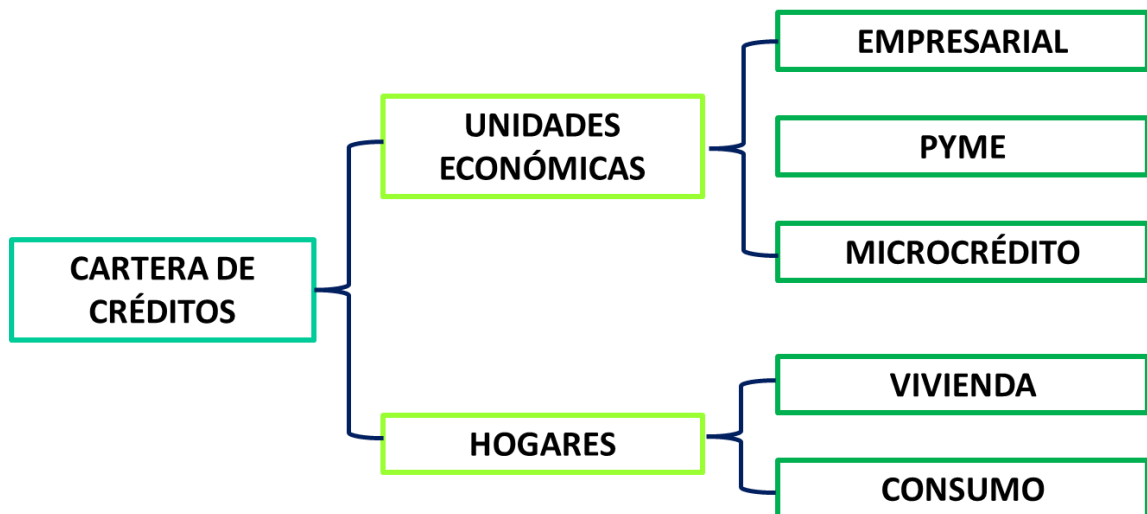 CARTERA DE
CRÉDITOS
UNIDADES
ECONÓMICAS
EMPRESARIAL
PYME
MICROCRÉDITO
HOGARES
VIVIENDA
CONSUMO